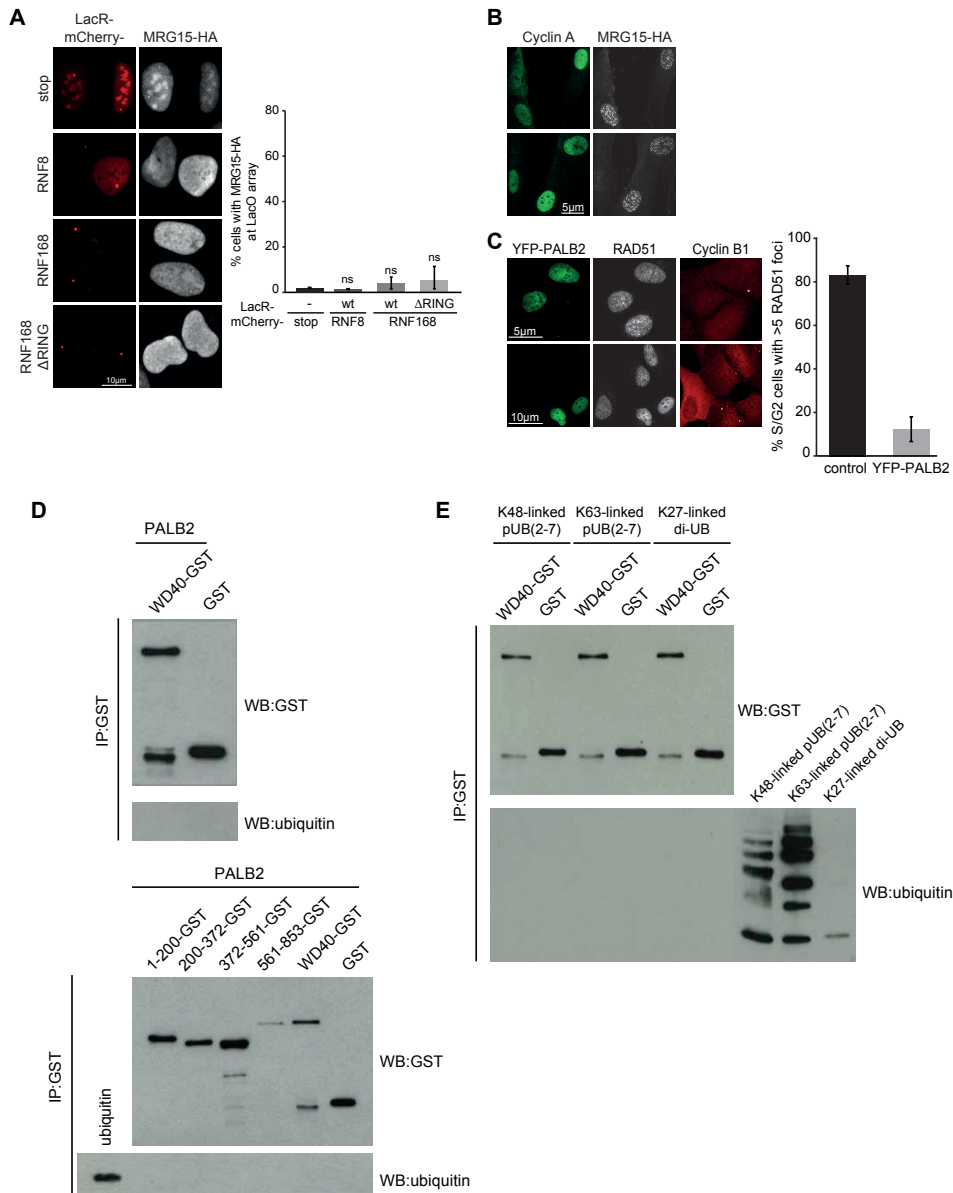 A
LacR-
mCherry-
MRG15-HA
stop
RNF8
RNF168
RNF168
ΔRING
10µm
% cells with MRG15-HA
at LacO array
80
60
40
20
0
ns
ns
ns
- wt wt ΔRING
LacR-
mCherry-
stop RNF8 RNF168
B
Cyclin A MRG15-HA
5µm
C
YFP-PALB2 RAD51 Cyclin B1
5µm
10µm
% S/G2 cells with >5 RAD51 foci
100
80
60
40
20
0
control YFP-PALB2
D
PALB2
WD40-GST
GST
IP:GST
WB:GST
WB:ubiquitin
PALB2
1-200-GST
200-372-GST
372-561-GST
561-853-GST
WD40-GST
GST
IP:GST
ubiquitin
WB:GST
WB:ubiquitin
E
K48-linked K63-linked K27-linked
pUB(2-7) pUB(2-7) di-UB
WD40-GST
GST
WD40-GST
GST
WD40-GST
GST
IP:GST
WB:GST
K48-linked pUB(2-7)
K63-linked pUB(2-7)
K27-linked di-UB
WB:ubiquitin